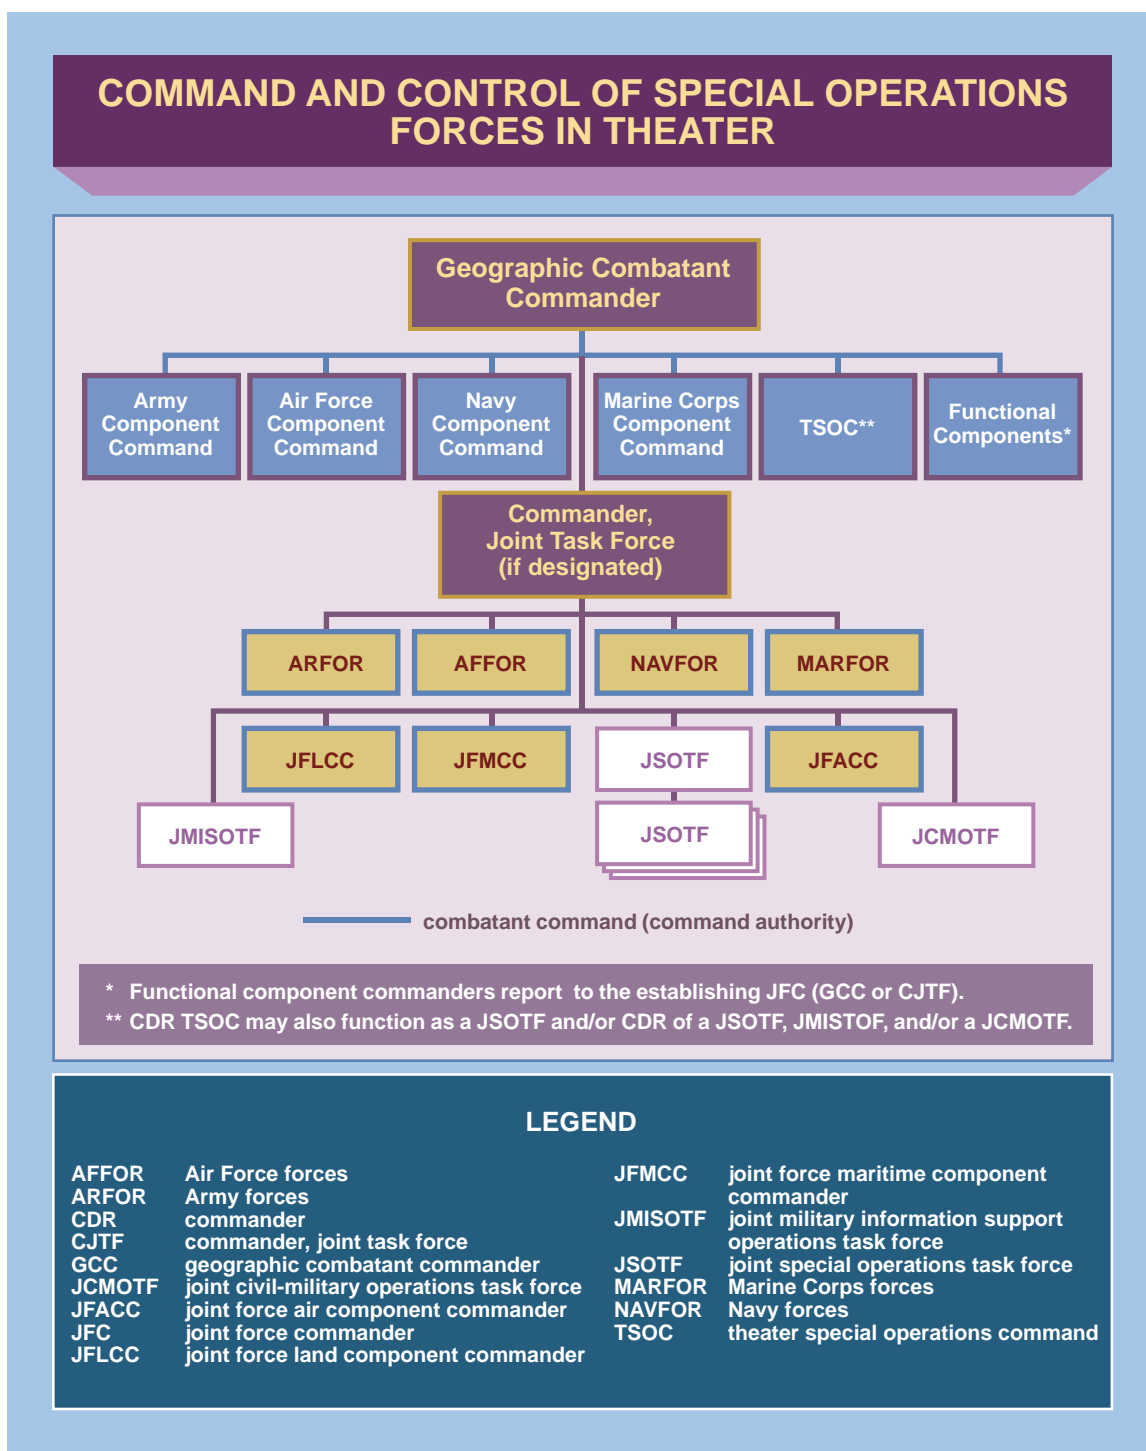 COMMAND AND CONTROL OF SPECIAL OPERATIONS
FORCES IN THEATER
Geographic Combatant
Commander
Army
Component
Command
Air Force
Component
Command
Navy
Component
Command
Marine Corps
Component
Command
TSOC**
Functional
Components*
Commander,
Joint Task Force
(if designated)
ARFOR
AFFOR
NAVFOR
MARFOR
JFLCC
JFMCC
JSOTF
JFACC
JMISOTF
JSOTF
JCMOTF
combatant command (command authority)
* Functional component commanders report to the establishing JFC (GCC or CJTF).
** CDR TSOC may also function as a JSOTF and/or CDR of a JSOTF, JMISTOF, and/or a JCMOTF.
LEGEND
AFFOR Air Force forces
ARFOR Army forces
CDR commander
CJTF commander, joint task force
GCC geographic combatant commander
JCMOTF joint civil-military operations task force
JFACC joint force air component commander
JFC joint force commander
JFLCC joint force land component commander
JFMCC joint force maritime component
commander
JMISOTF joint military information support
operations task force
JSOTF joint special operations task force
MARFOR Marine Corps forces
NAVFOR Navy forces
TSOC theater special operations command